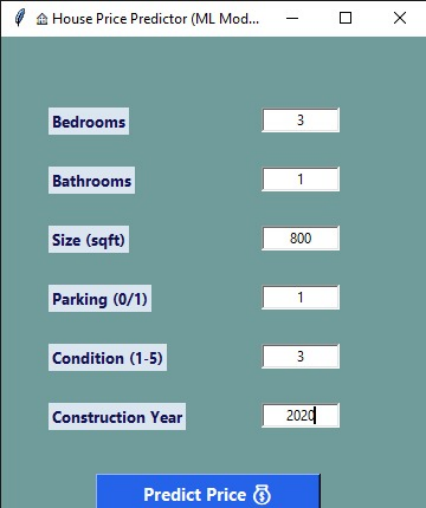 House Price Predictor (ML Mod...
Bedrooms 3
Bathrooms 1
Size (sqft) 800
Parking (0/1) 1
Condition (1-5) 3
Construction Year 2020
Predict Price